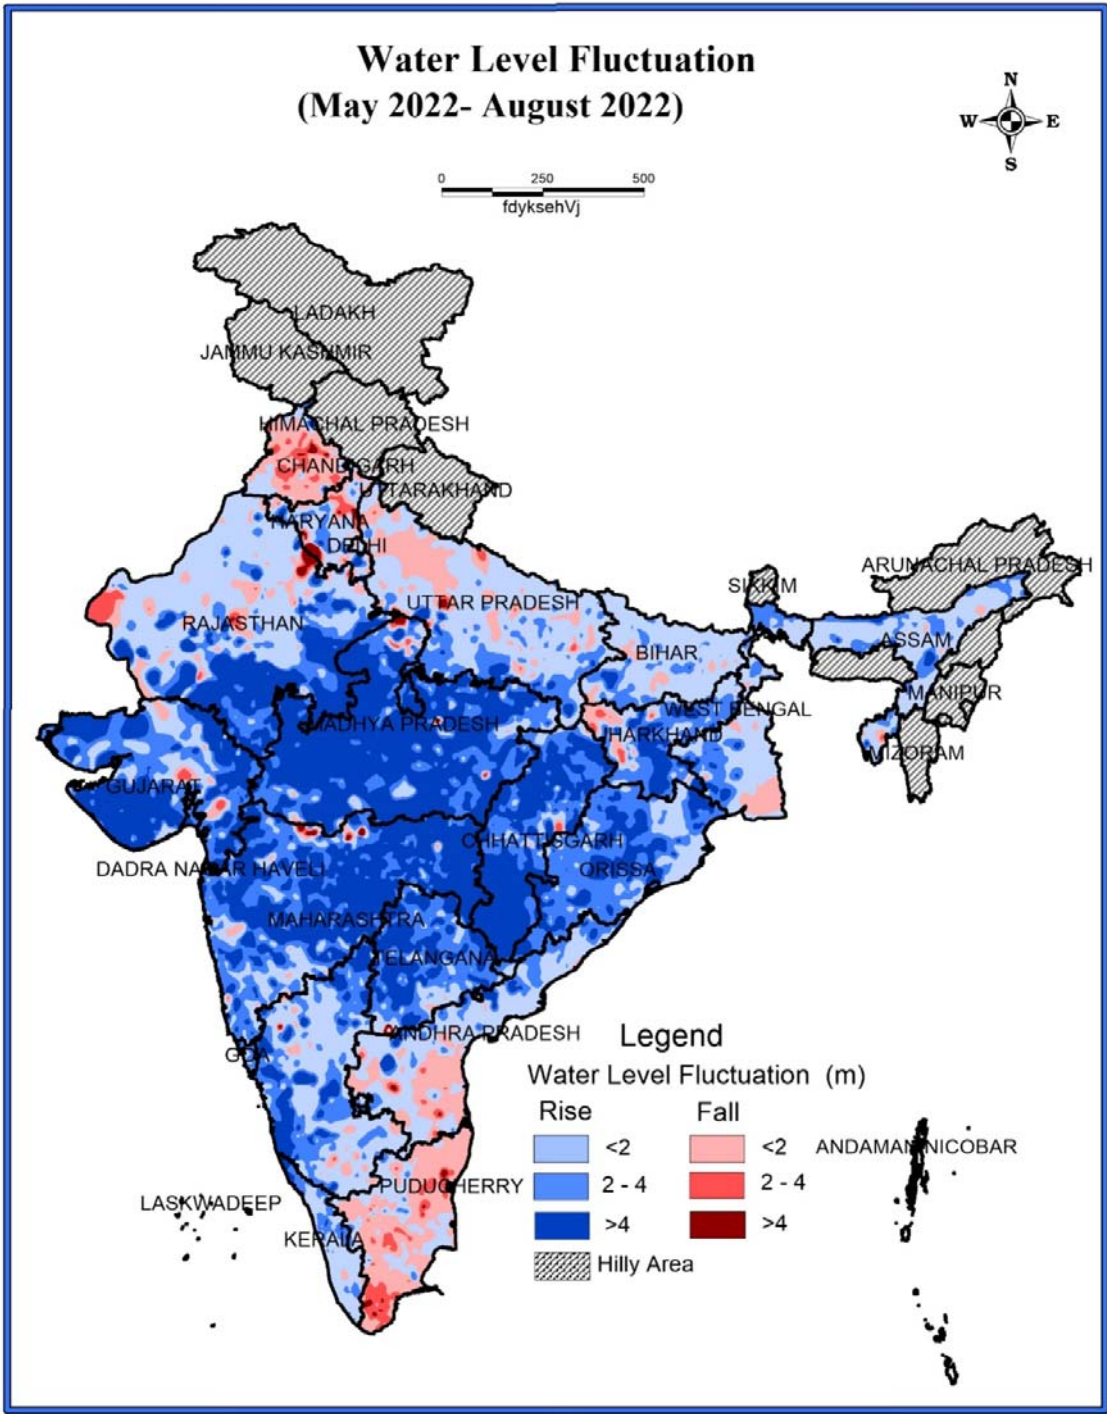 Water Level Fluctuation
(May 2022- August 2022)
N
W E
S
0 250 500
fdyksehVj
LADAKH
JAMMU KASHMIR
HIMACHAL PRADESH
CHANDIGARH
UTTARAKHAND
HARYANA
DELHI
ARUNACHAL PRADESH
SIKKIM
UTTAR PRADESH
RAJASTHAN
ASSAM
BIHAR
MANIPUR
WEST BENGAL
MADHYA PRADESH
JHARKHAND
MIZORAM
GUJARAT
CHHATTISGARH
DADRA NAGAR HAVELI
ORISSA
MAHARASHTRA
TELANGANA
ANDHRA PRADESH
GOA
Legend
Water Level Fluctuation (m)
Rise Fall
<2 <2
2 - 4 2 - 4
>4 >4
Hilly Area
ANDAMAN NICOBAR
PUDUCHERRY
LASKWADEEP
KERALA